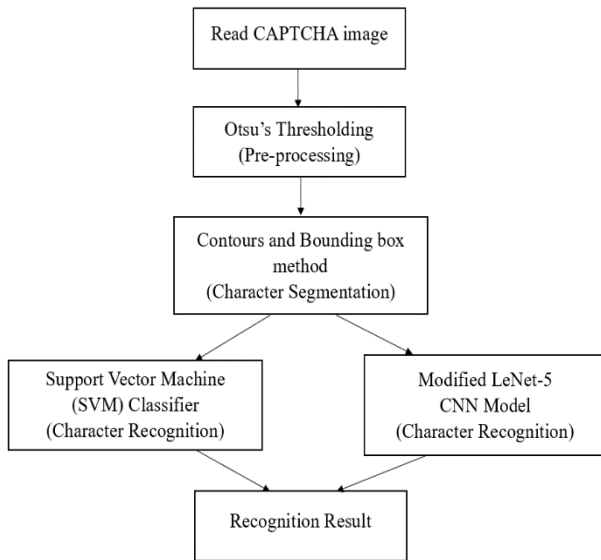 Read CAPTCHA image
Otsu’s Thresholding
(Pre-processing)
Contours and Bounding box
method
(Character Segmentation)
Support Vector Machine
(SVM) Classifier
(Character Recognition)
Modified LeNet-5
CNN Model
(Character Recognition)
Recognition Result